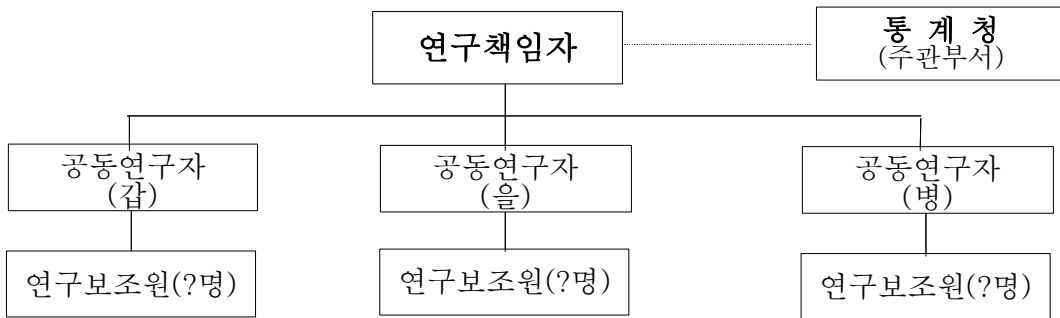 연구책임자
통 계 청
(주관부서)
공동연구자
(갑)
공동연구자
(을)
공동연구자
(병)
연구보조원(?명)
연구보조원(?명)
연구보조원(?명)